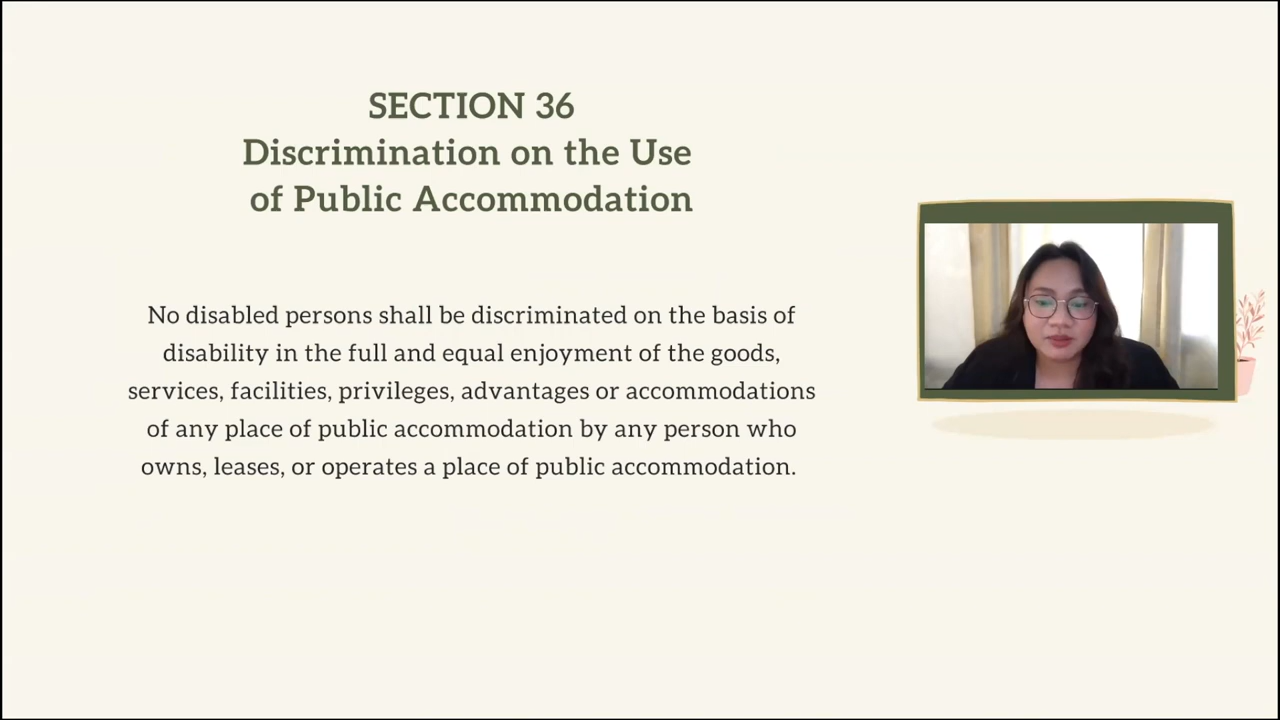 SECTION 36
Discrimination on the Use
of Public Accommodation
No disabled persons shall be discriminated on the basis of
disability in the full and equal enjoyment of the goods,
services, facilities, privileges, advantages or accommodations
of any place of public accommodation by any person who
owns, leases, or operates a place of public accommodation.